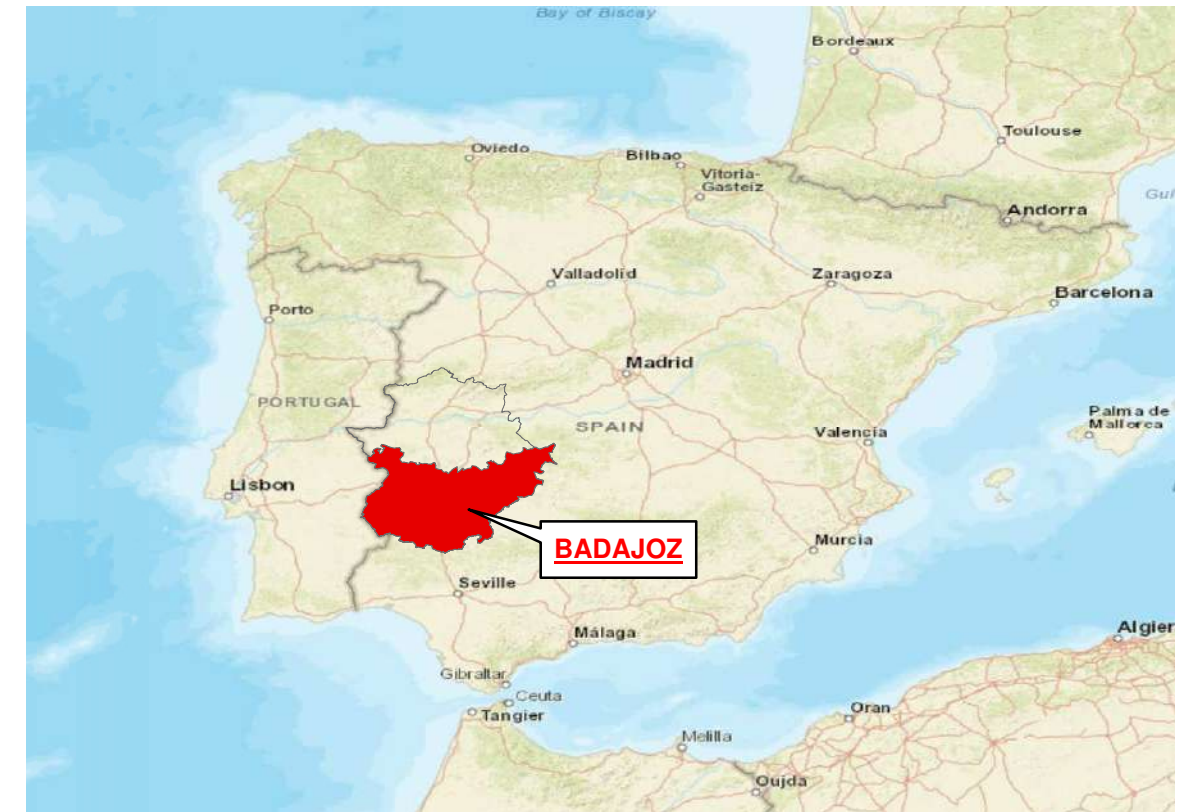 Bay of Biscay
Bordeaux
Toulouse
Oviedo
Bilbao
Vitoria-
Gasteiz
Gul
Andorra
Valladolid
Zaragoza
Barcelona
Porto
Madrid
PORTUGAL
SPAIN
Palma de
Mallorca
Valencia
Lisbon
BADAJOZ
Murcia
Seville
Málaga
Algier
Gibraltar
Ceuta
Tangier
Oran
Melilla
Oujda